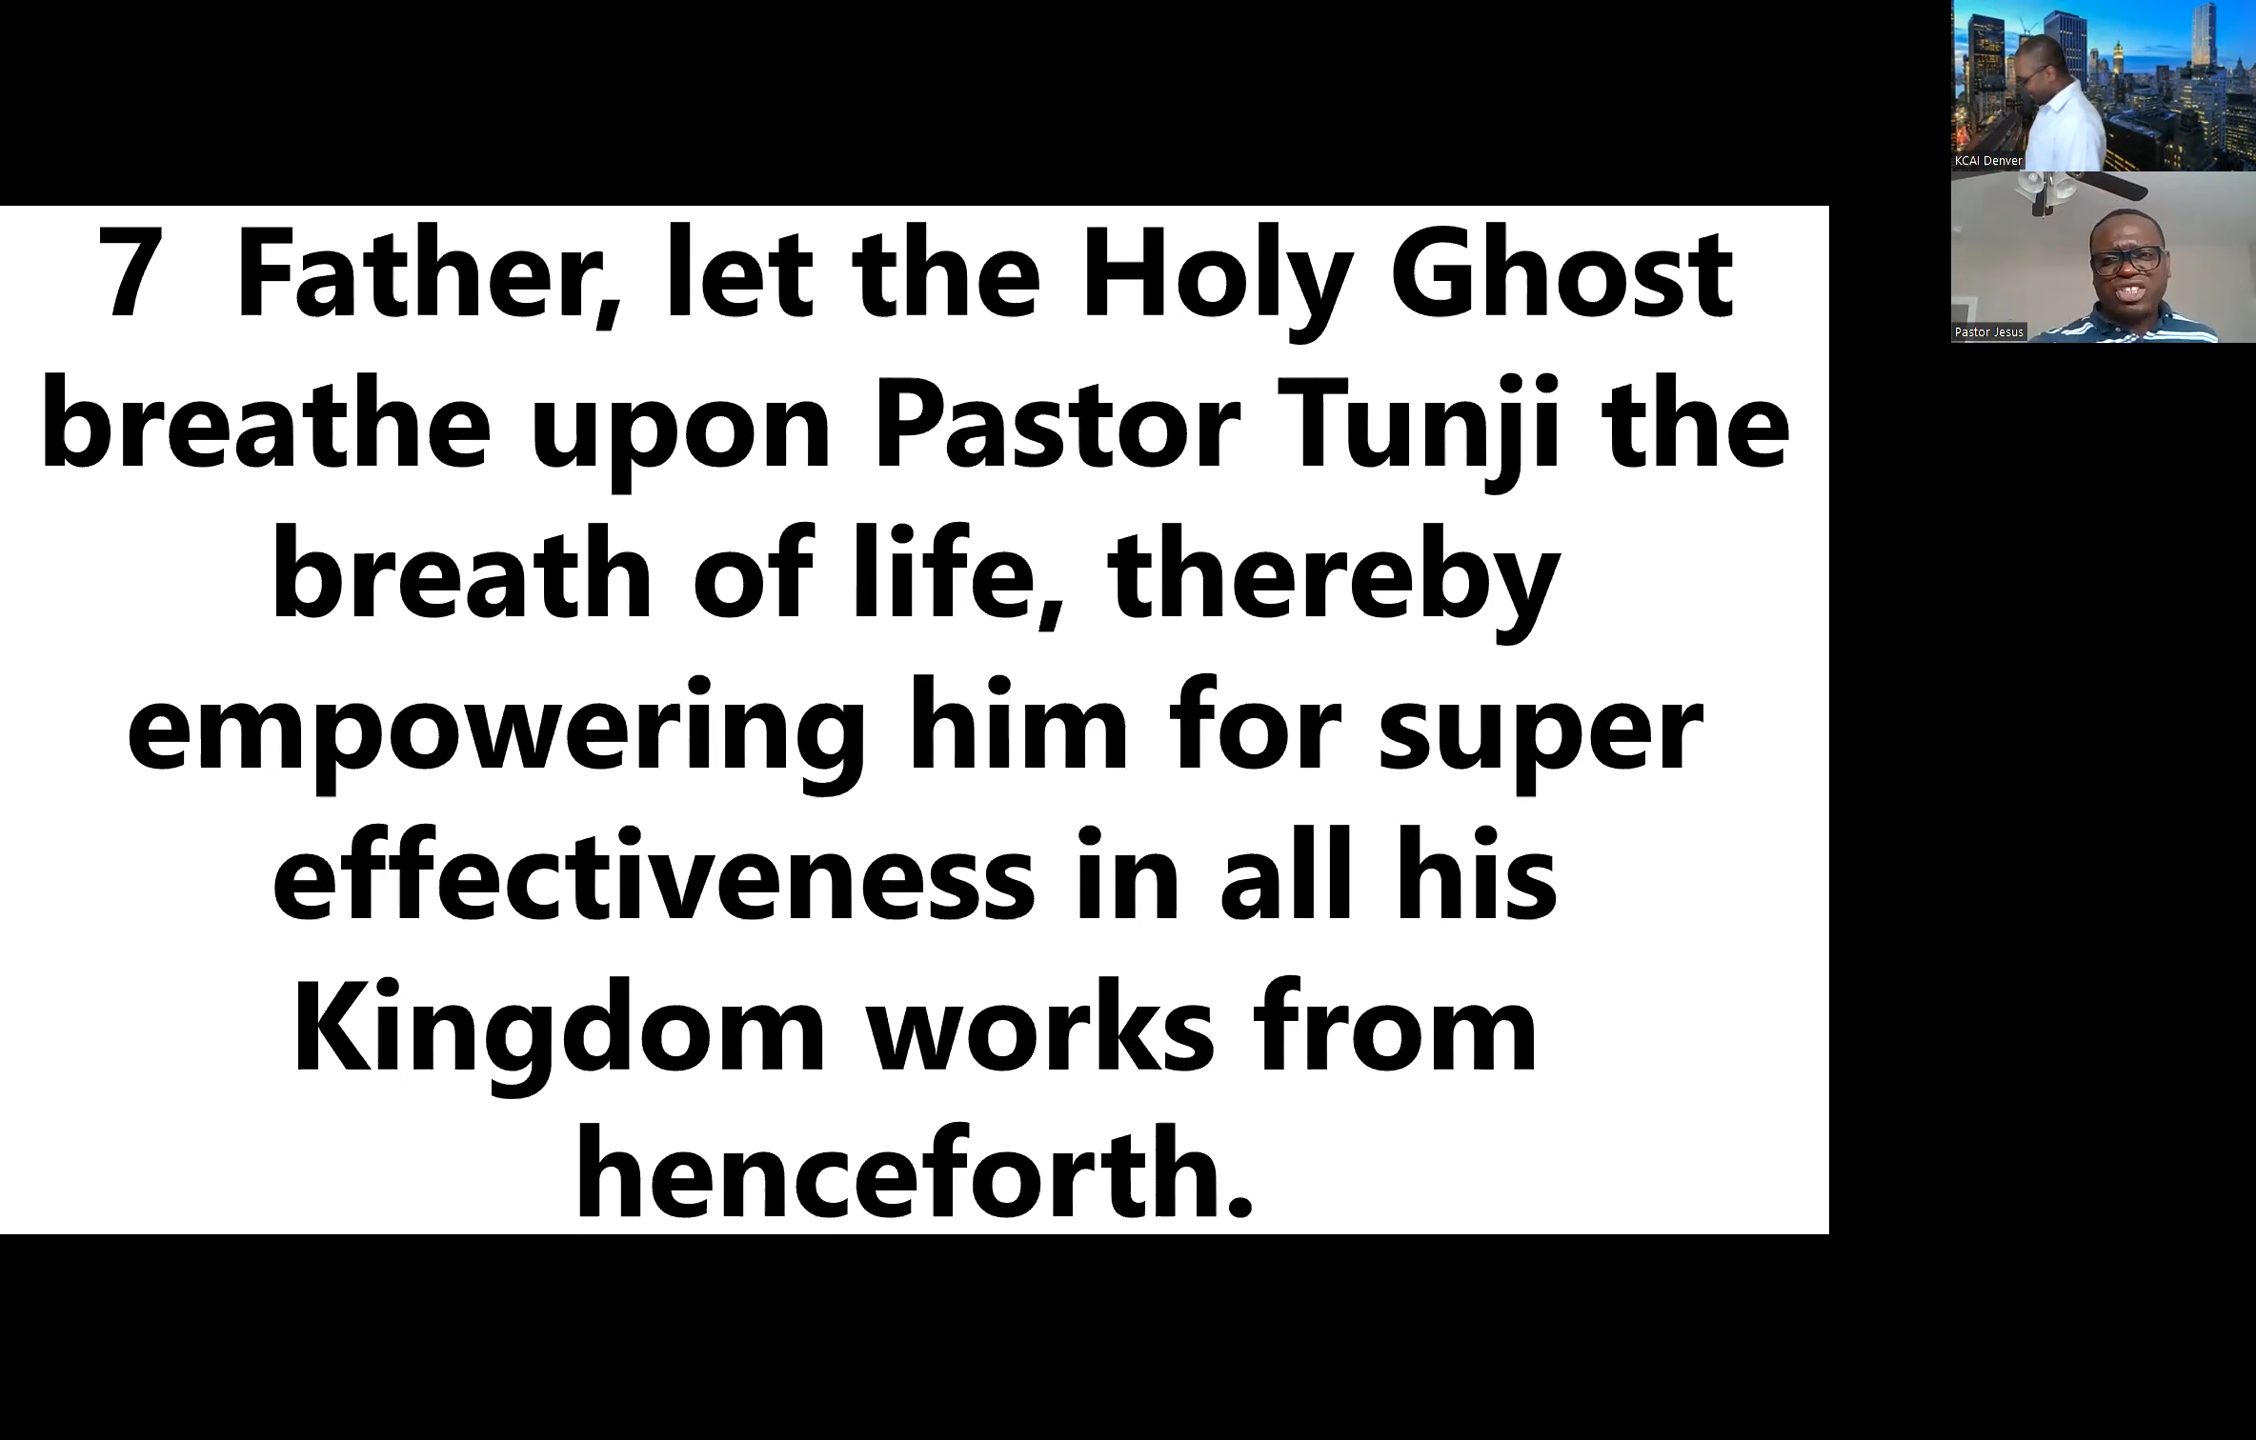 7  Father, let the Holy Ghost
breathe upon Pastor Tunji the
breath of life, thereby
empowering him for super
effectiveness in all his
Kingdom works from
henceforth.
KCAI Denver
Pastor Jesus